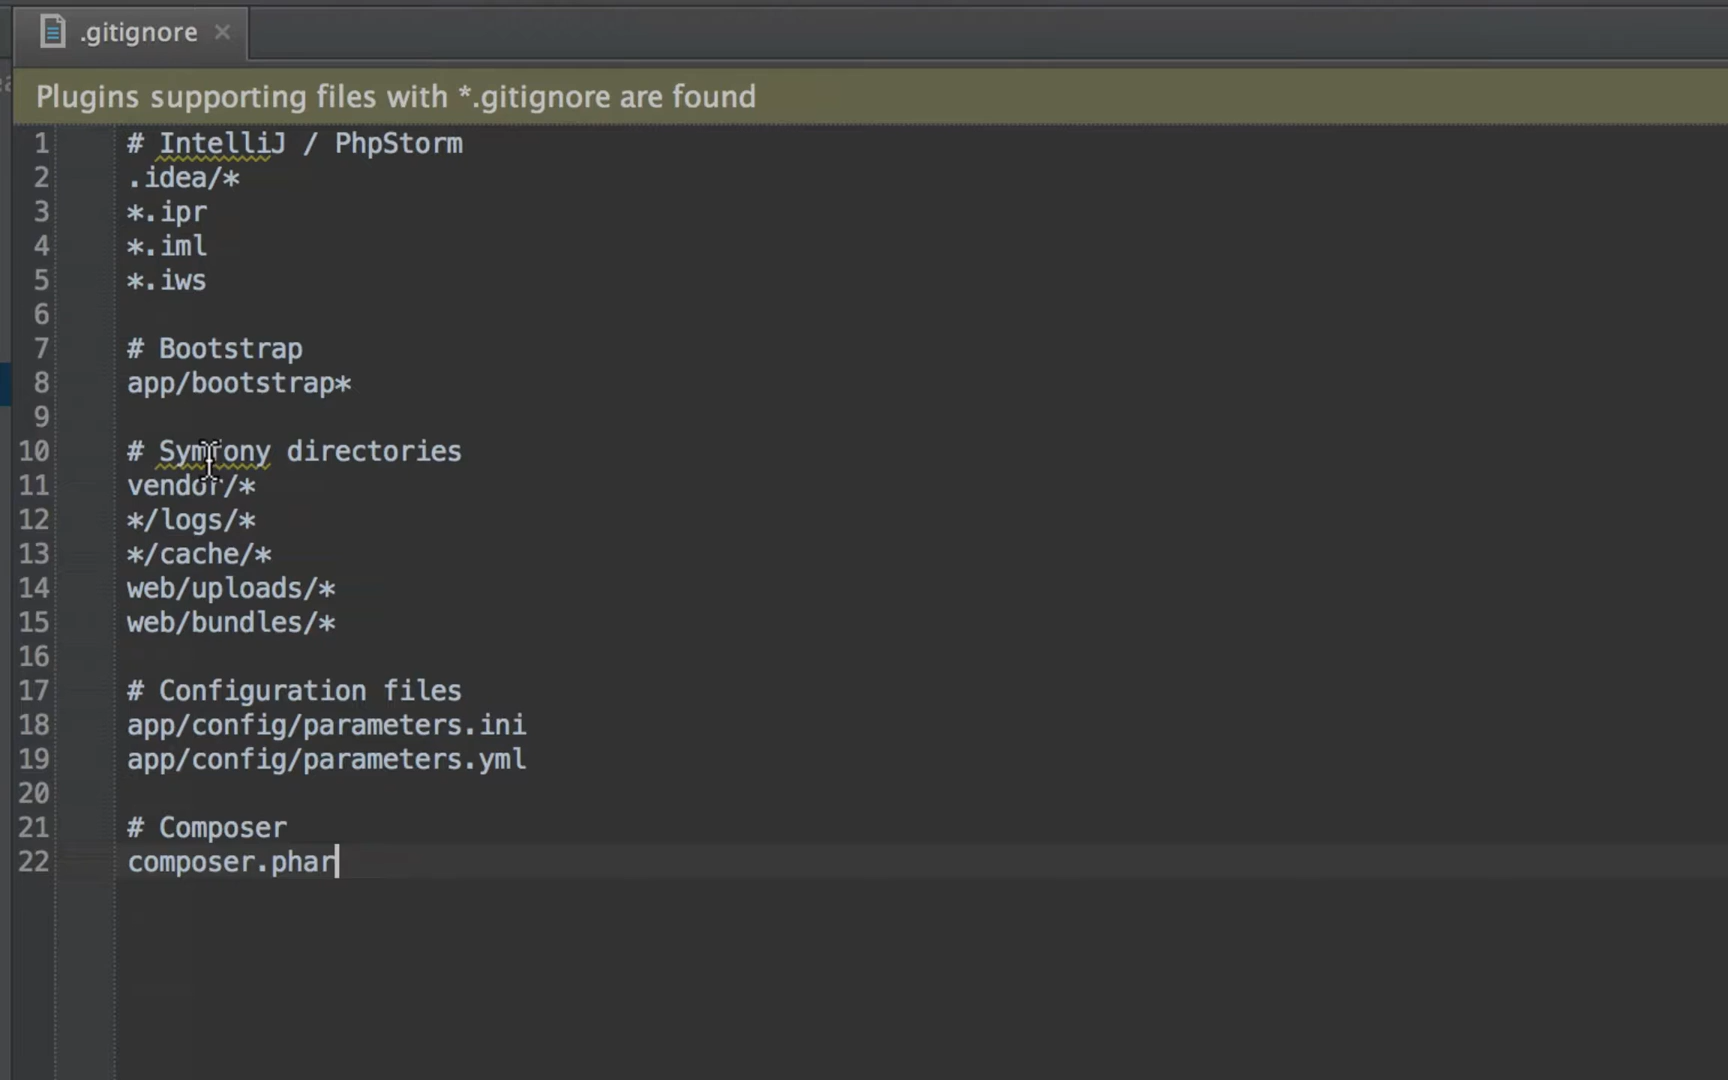 .gitignore
Plugins supporting files with *.gitignore are found
1 # IntelliJ / PhpStorm
2 .idea/*
3 *.ipr
4 *.iml
5 *.iws
6
7 # Bootstrap
8 app/bootstrap*
9
10 # Symfony directories
11 vendor/*
12 */logs/*
13 */cache/*
14 web/uploads/*
15 web/bundles/*
16
17 # Configuration files
18 app/config/parameters.ini
19 app/config/parameters.yml
20
21 # Composer
22 composer.phar